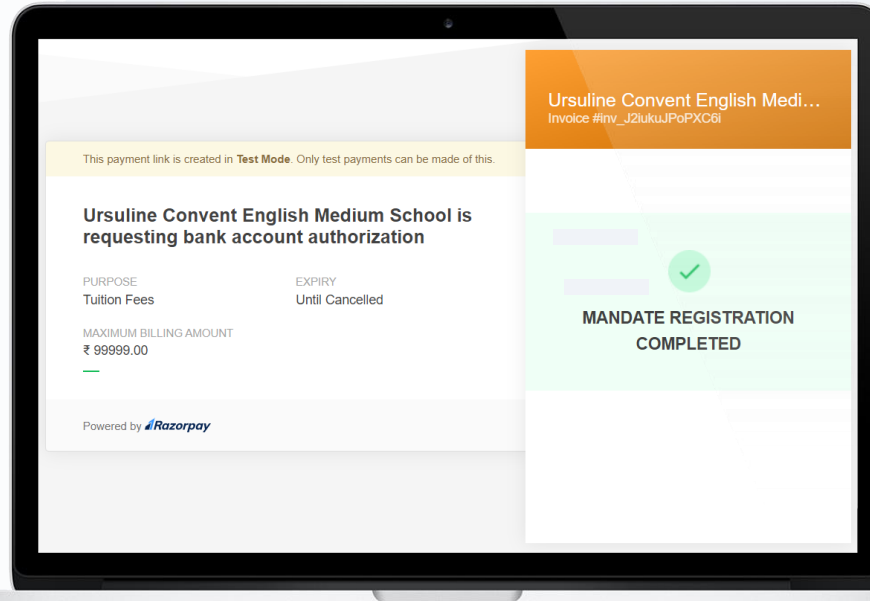 This payment link is created in Test Mode. Only test payments can be made of this.
Ursuline Convent English Medium School is
requesting bank account authorization
PURPOSE
Tuition Fees
EXPIRY
Until Cancelled
MAXIMUM BILLING AMOUNT
₹ 99999.00
Powered by Razorpay
Ursuline Convent English Medi...
Invoice #inv_J2iukuJPoPXC6i
MANDATE REGISTRATION
COMPLETED